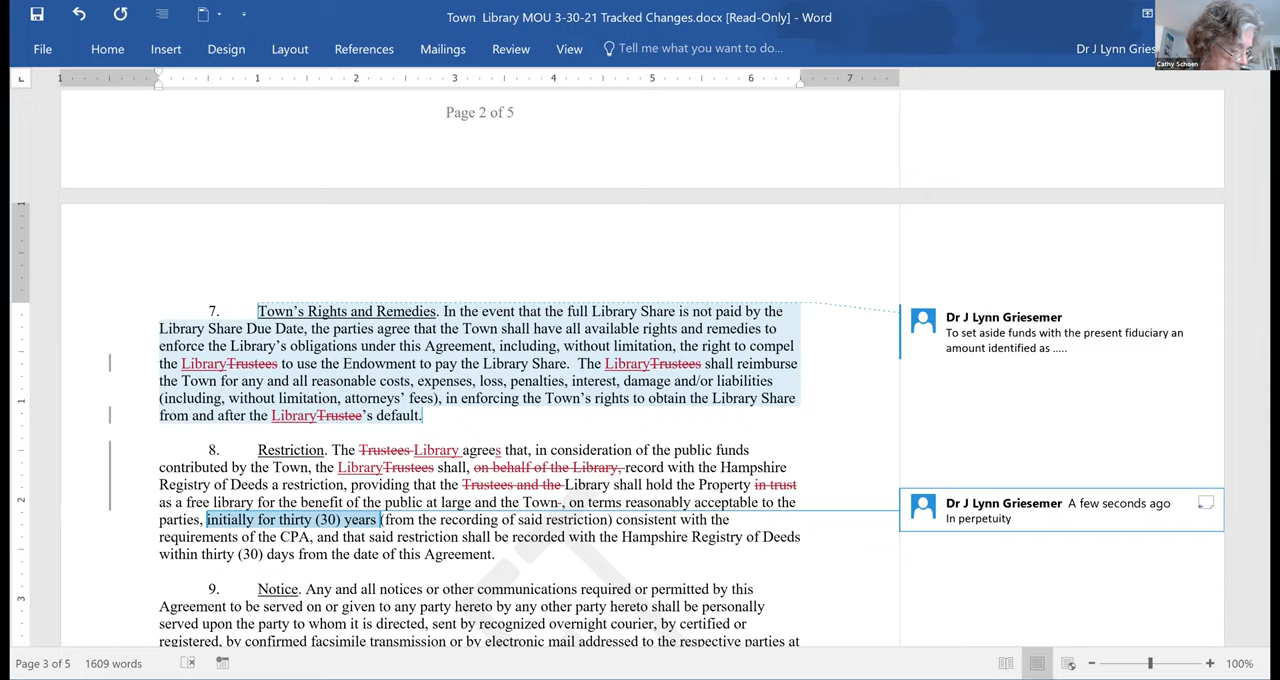 Town  Library MOU 3-30-21 Tracked Changes.docx [Read-Only] - Word
File Home Insert Design Layout References Mailings Review View Tell me what you want to do... Dr J Lynn Gries
Cathy Schoen
1 1 2 3 4 5 6 7
Page 2 of 5
7. Town's Rights and Remedies. In the event that the full Library Share is not paid by the
Library Share Due Date, the parties agree that the Town shall have all available rights and remedies to
enforce the Library's obligations under this Agreement, including, without limitation, the right to compel
the LibraryTrustees to use the Endowment to pay the Library Share.  The LibraryTrustees shall reimburse
the Town for any and all reasonable costs, expenses, loss, penalties, interest, damage and/or liabilities
(including, without limitation, attorneys' fees), in enforcing the Town's rights to obtain the Library Share
from and after the LibraryTrustee's default.
Dr J Lynn Griesemer
To set aside funds with the present fiduciary an
amount identified as .....
8. Restriction. The Trustees Library agrees that, in consideration of the public funds
contributed by the Town, the LibraryTrustees shall, on behalf of the Library, record with the Hampshire
Registry of Deeds a restriction, providing that the Trustees and the Library shall hold the Property in trust
as a free library for the benefit of the public at large and the Town-, on terms reasonably acceptable to the
parties, initially for thirty (30) years (from the recording of said restriction) consistent with the
requirements of the CPA, and that said restriction shall be recorded with the Hampshire Registry of Deeds
within thirty (30) days from the date of this Agreement.
Dr J Lynn Griesemer A few seconds ago
In perpetuity
9. Notice. Any and all notices or other communications required or permitted by this
Agreement to be served on or given to any party hereto by any other party hereto shall be personally
served upon the party to whom it is directed, sent by recognized overnight courier, by certified or
registered, by confirmed facsimile transmission or by electronic mail addressed to the respective parties at
Page 3 of 5 1609 words 100%